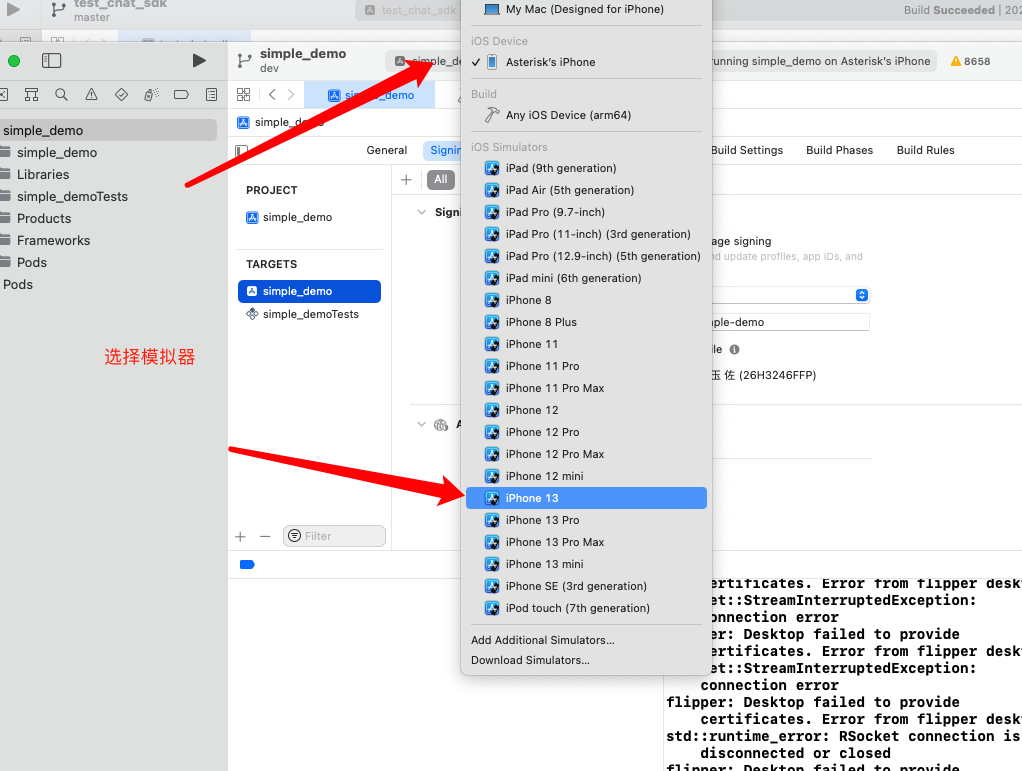 test_chat_sdk
master
test_chat_sdk
Build Succeeded | 202
simple_demo
dev
running simple_demo on Asterisk's iPhone
8658
simple_demo
simple_demo
simple_demo
Libraries
simple_demoTests
Products
Frameworks
Pods
Pods
选择模拟器
General
Build Settings
Build Phases
Build Rules
PROJECT
simple_demo
TARGETS
simple_demo
simple_demoTests
Filter
All
age signing
nd update profiles, app IDs, and
ple-demo
玉 佐 (26H3246FFP)
My Mac (Designed for iPhone)
iOS Device
✓ Asterisk's iPhone
Build
Any iOS Device (arm64)
iOS Simulators
iPad (9th generation)
iPad Air (5th generation)
iPad Pro (9.7-inch)
iPad Pro (11-inch) (3rd generation)
iPad Pro (12.9-inch) (5th generation)
iPad mini (6th generation)
iPhone 8
iPhone 8 Plus
iPhone 11
iPhone 11 Pro
iPhone 11 Pro Max
iPhone 12
iPhone 12 Pro
iPhone 12 Pro Max
iPhone 12 mini
iPhone 13
iPhone 13 Pro
iPhone 13 Pro Max
iPhone 13 mini
iPhone SE (3rd generation)
iPod touch (7th generation)
Add Additional Simulators...
Download Simulators...
ertificates. Error from flipper deskt
et::StreamInterruptedException:
onnection error
er: Desktop failed to provide
ertificates. Error from flipper deskt
et::StreamInterruptedException:
connection error
flipper: Desktop failed to provide
certificates. Error from flipper deskt
std::runtime_error: RSocket connection is
disconnected or closed
flipper: Desktop failed to provide